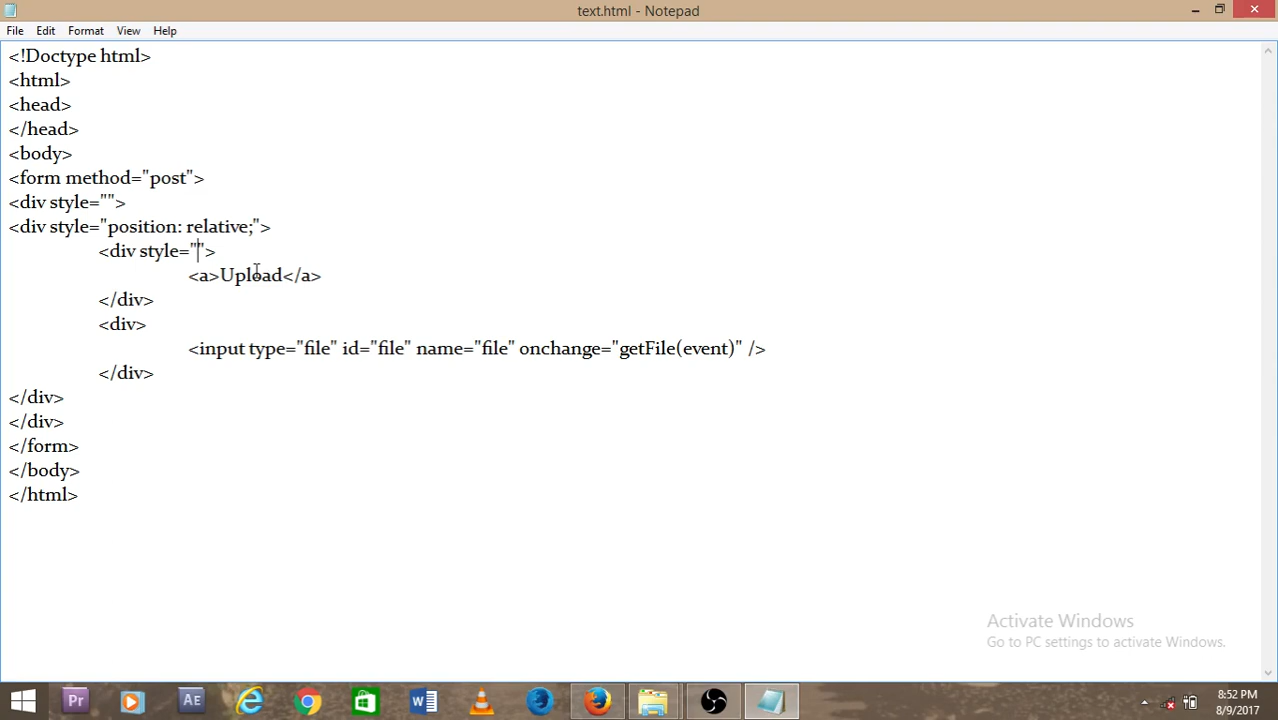 text.html - Notepad
File Edit Format View Help
<!Doctype html>
<html>
<head>
</head>
<body>
<form method="post">
<div style="">
<div style="position: relative;">
<div style="">
<a>Upload</a>
</div>
<div>
<input type="file" id="file" name="file" onchange="getFile(event)" />
</div>
</div>
</div>
</form>
</body>
</html>
Activate Windows
Go to PC settings to activate Windows.
Pr
AE
8:52 PM
8/9/2017